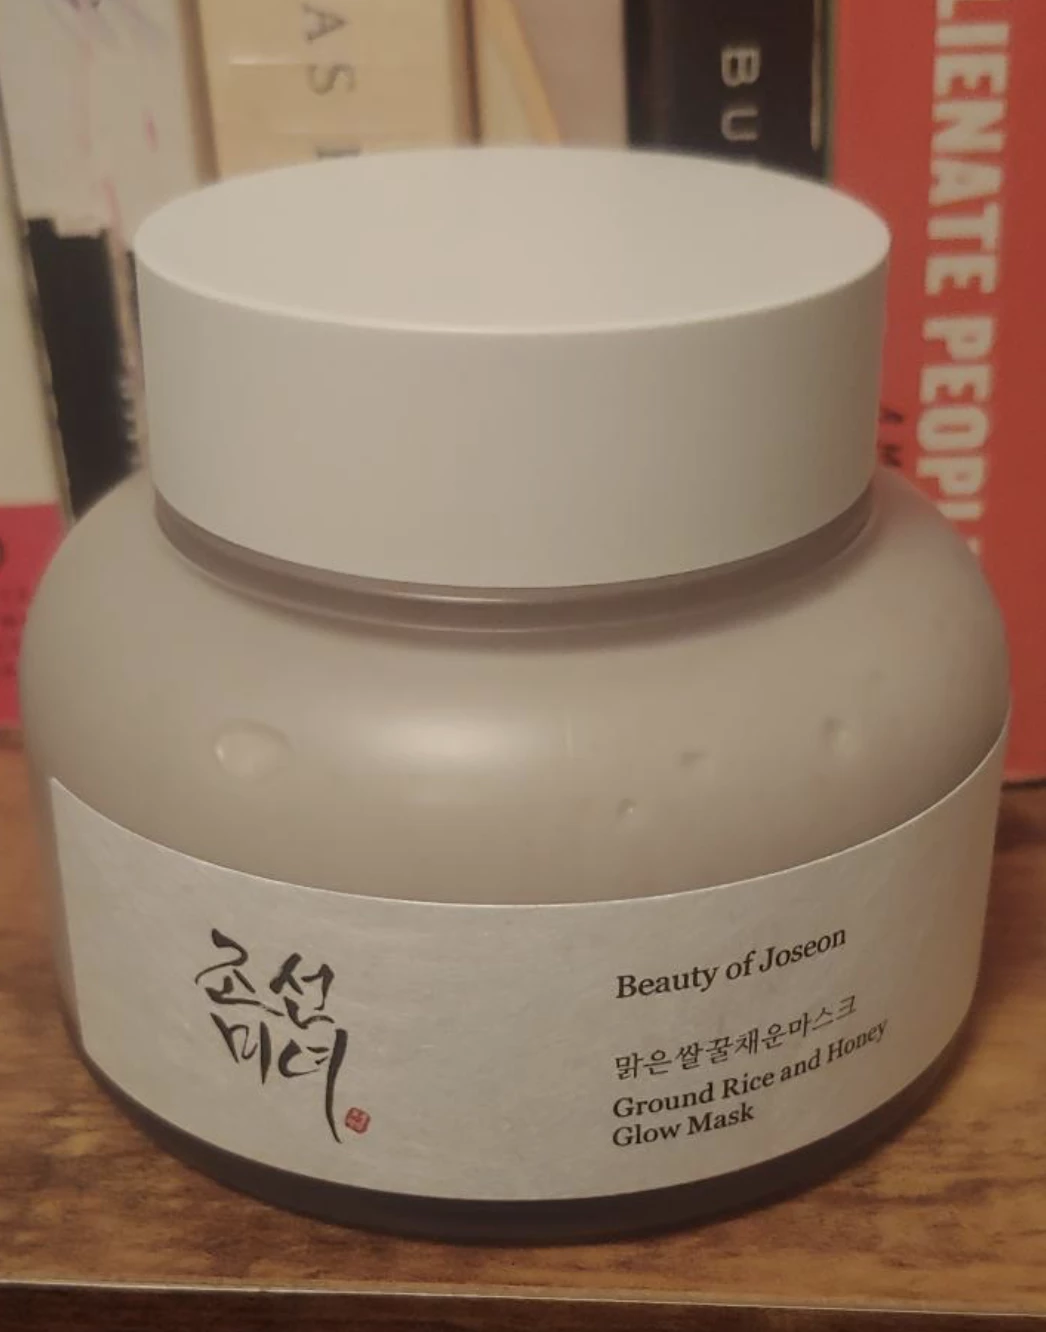 AS
BU
LIENATE PEOPL
조선
미녀
Beauty of Joseon
맑은쌀꿀채운마스크
Ground Rice and Honey
Glow Mask